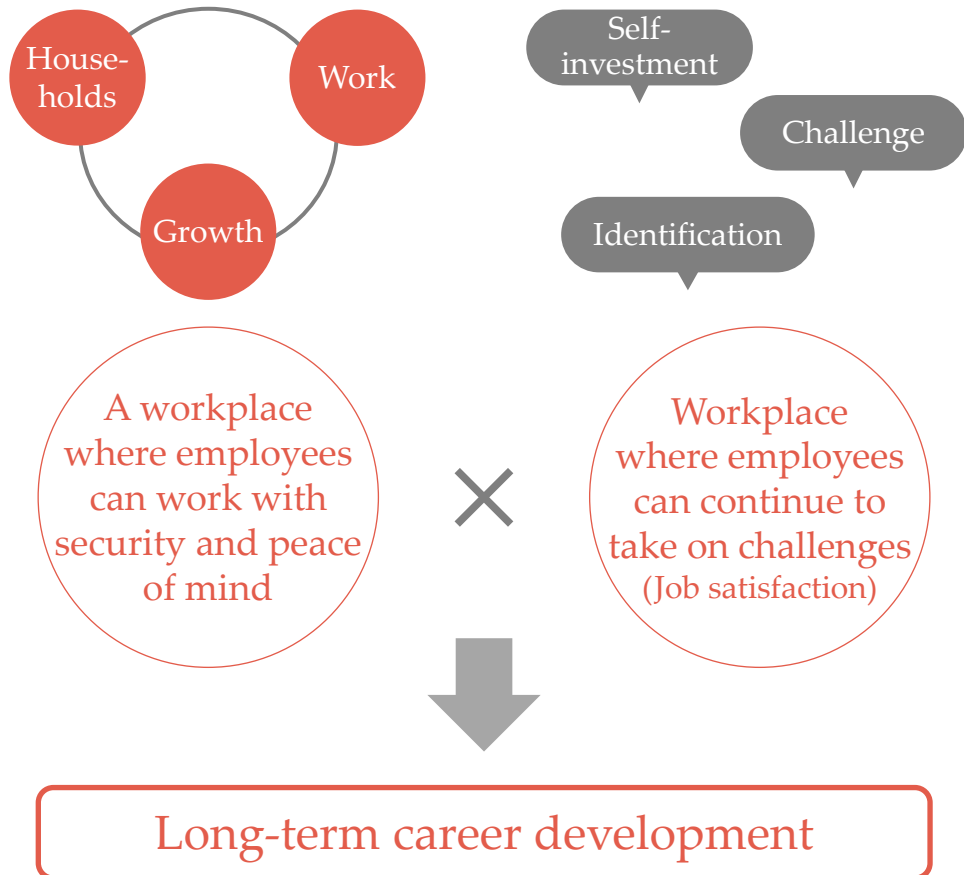 House-
holds
Work
Growth
Self-
investment
Challenge
Identification
A workplace
where employees
can work with
security and peace
of mind
×
Workplace
where employees
can continue to
take on challenges
(Job satisfaction)
Long-term career development